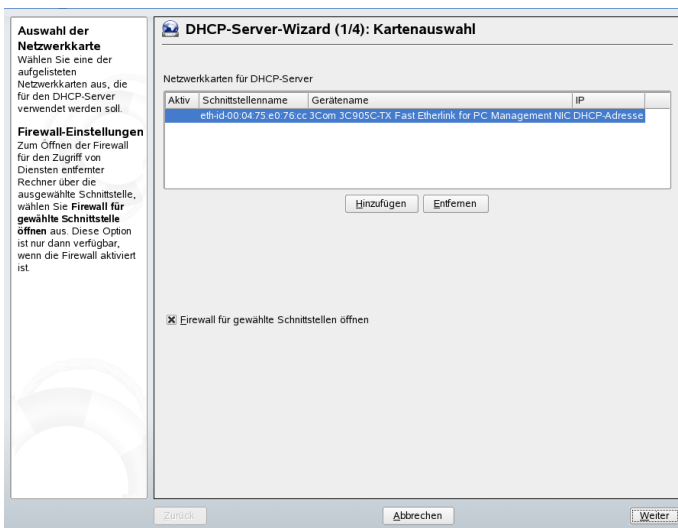 Auswahl der
Netzwerkkarte
Wählen Sie eine der
aufgelisteten
Netzwerkkarten aus, die
für den DHCP-Server
verwendet werden soll.
Firewall-Einstellungen
Zum Öffnen der Firewall
für den Zugriff von
Diensten entfernter
Rechner über die
ausgewählte Schnittstelle,
wählen Sie Firewall für
gewählte Schnittstelle
öffnen aus. Diese Option
ist nur dann verfügbar,
wenn die Firewall aktiviert
ist.
DHCP-Server-Wizard (1/4): Kartenauswahl
Netzwerkkarten für DHCP-Server
Aktiv Schnittstellenname Gerätename IP
eth-id-00:04:75:e0:76:cc 3Com 3C905C-TX Fast Etherlink for PC Management NIC DHCP-Adresse
Hinzufügen Entfernen
Firewall für gewählte Schnittstellen öffnen
Zurück Abbrechen Weiter